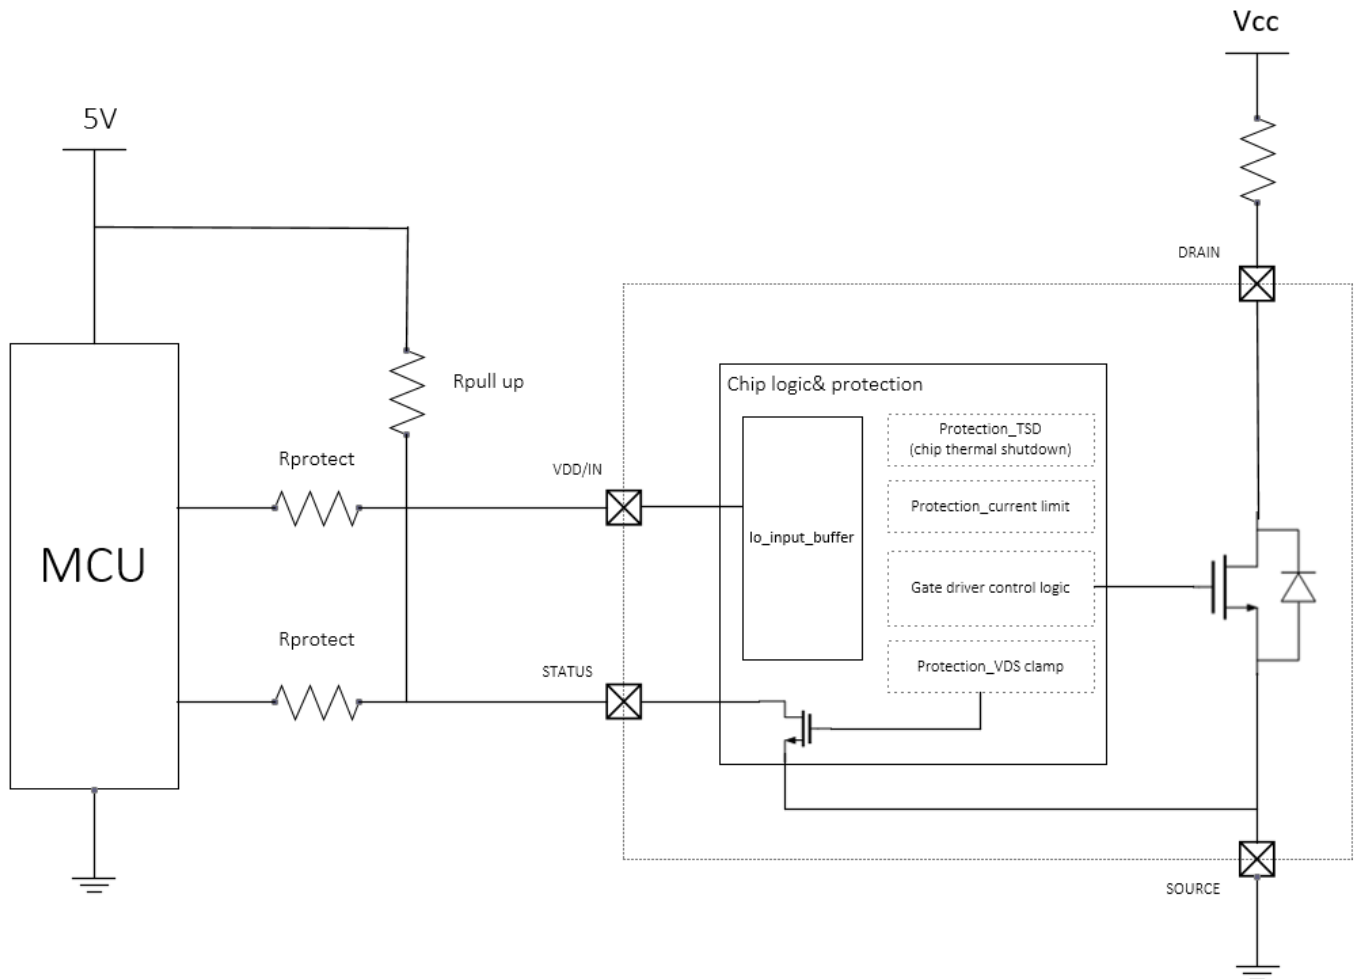 Vcc
5V
DRAIN
Rpull up
Chip logic& protection
Protection_TSD
(chip thermal shutdown)
Rprotect
VDD/IN
Protection_current limit
Io_input_buffer
MCU
Gate driver control logic
Rprotect
STATUS
Protection_VDS clamp
SOURCE